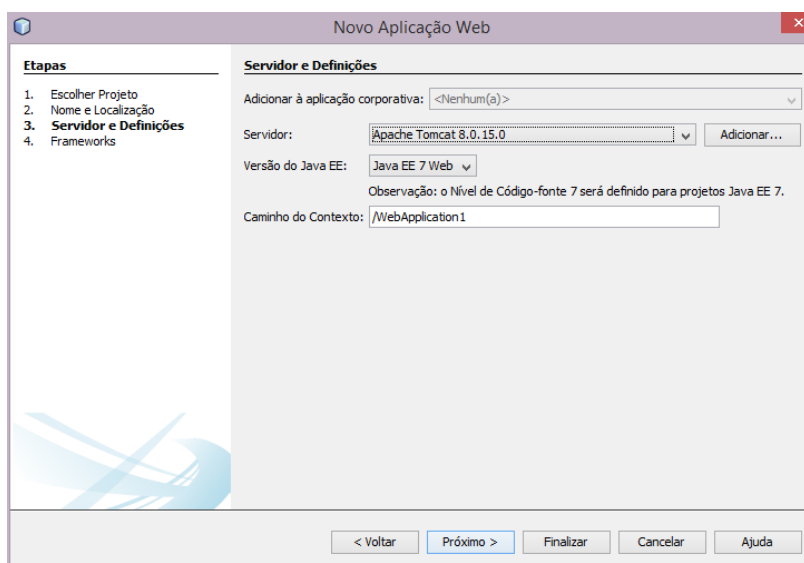 Novo Aplicação Web
Etapas
1. Escolher Projeto
2. Nome e Localização
3. Servidor e Definições
4. Frameworks
Servidor e Definições
Adicionar à aplicação corporativa: <Nenhum(a)>
Servidor: Apache Tomcat 8.0.15.0 Adicionar...
Versão do Java EE: Java EE 7 Web
Observação: o Nível de Código-fonte 7 será definido para projetos Java EE 7.
Caminho do Contexto: /WebApplication1
< Voltar Próximo > Finalizar Cancelar Ajuda